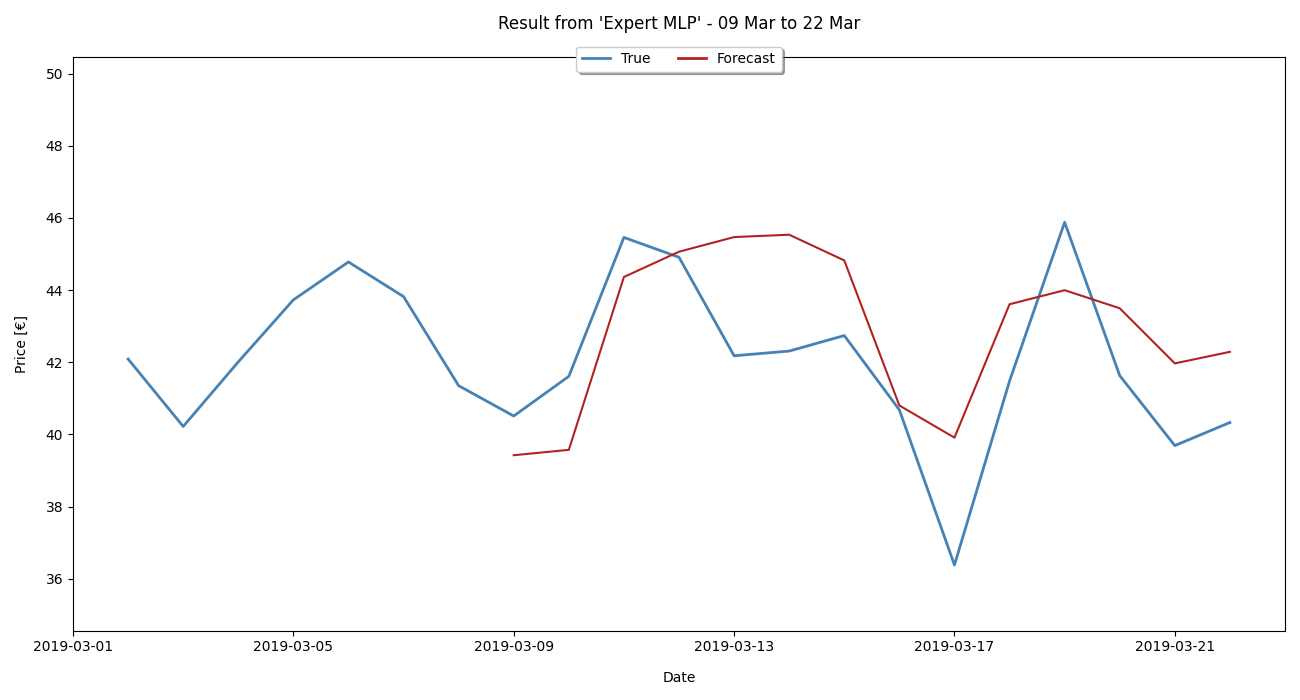 Result from 'Expert MLP' - 09 Mar to 22 Mar
True Forecast
Price [€]
50
48
46
44
42
40
38
36
2019-03-01 2019-03-05 2019-03-09 2019-03-13 2019-03-17 2019-03-21
Date